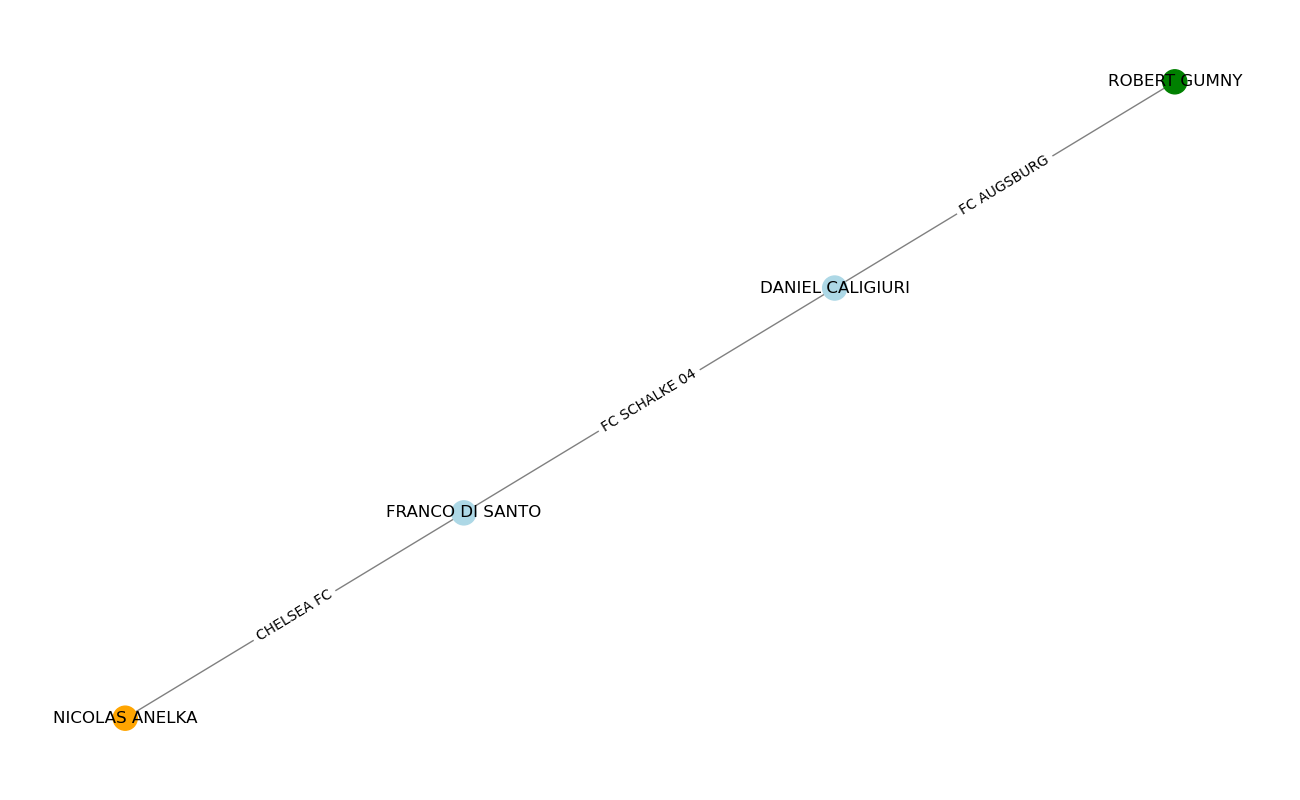 ROBERT GUMNY
FC AUGSBURG
DANIEL CALIGIURI
FC SCHALKE 04
FRANCO DI SANTO
CHELSEA FC
NICOLAS ANELKA